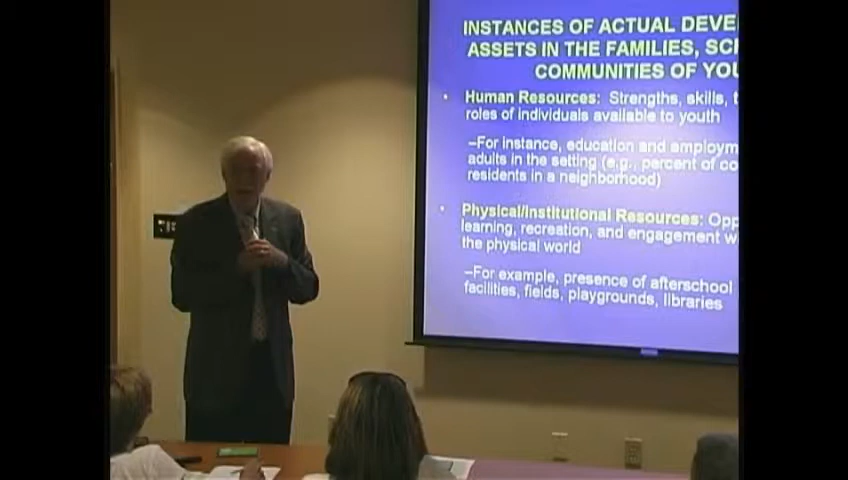 INSTANCES OF ACTUAL DEVE
ASSETS IN THE FAMILIES, SCH
COMMUNITIES OF YOU
• Human Resources: Strengths, skills, t
roles of individuals available to youth
–For instance, education and employm
adults in the setting (e.g., percent of co
residents in a neighborhood)
• Physical/Institutional Resources: Opp
learning, recreation, and engagement w
the physical world
–For example, presence of afterschool
facilities, fields, playgrounds, libraries